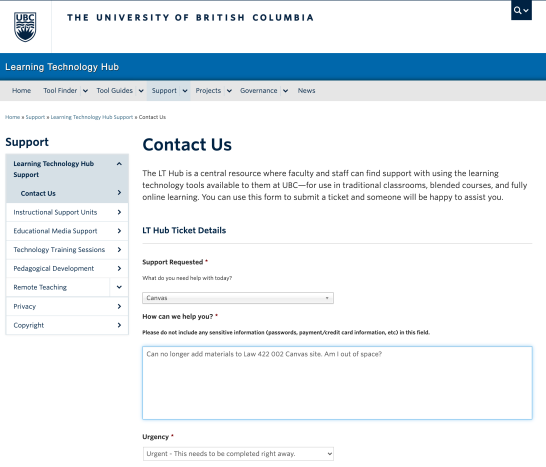 UBC
THE UNIVERSITY OF BRITISH COLUMBIA
Learning Technology Hub
Home Tool Finder Tool Guides Support Projects Governance News
Home » Support » Learning Technology Hub Support » Contact Us
Support
Learning Technology Hub
Support
Contact Us
Instructional Support Units
Educational Media Support
Technology Training Sessions
Pedagogical Development
Remote Teaching
Privacy
Copyright
Contact Us
The LT Hub is a central resource where faculty and staff can find support with using the learning
technology tools available to them at UBC—for use in traditional classrooms, blended courses, and fully
online learning. You can use this form to submit a ticket and someone will be happy to assist you.
LT Hub Ticket Details
Support Requested *
What do you need help with today?
Canvas
How can we help you? *
Please do not include any sensitive information (passwords, payment/credit card information, etc) in this field.
Can no longer add materials to Law 422 002 Canvas site. Am I out of space?
Urgency *
Urgent - This needs to be completed right away.